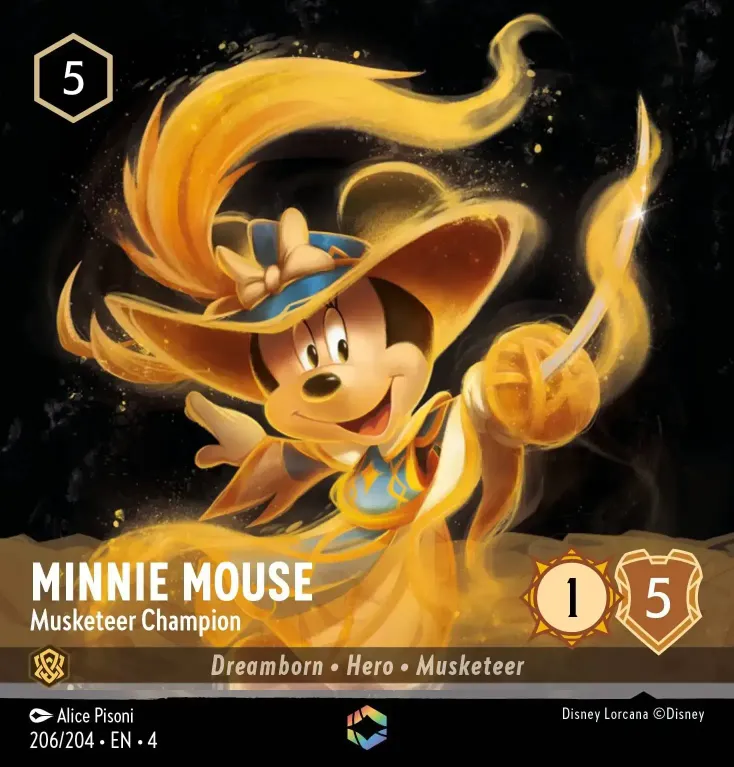 5
MINNIE MOUSE
Musketeer Champion
1
5
Dreamborn • Hero • Musketeer
Alice Pisoni
Disney Lorcana ©Disney
206/204 • EN • 4